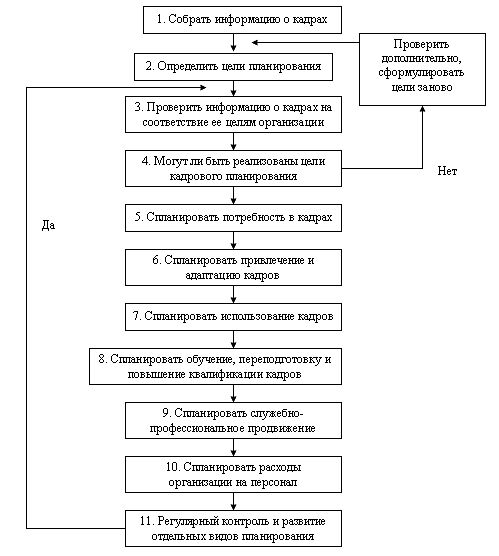 1. Собрать информацию о кадрах
Проверить
дополнительно,
сформулировать
цели заново
2. Определить цели планирования
3. Проверить информацию о кадрах на
соответствие ее целям организации
4. Могут ли быть реализованы цели
кадрового планирования
Нет
5. Спланировать потребность в кадрах
Да
6. Спланировать привлечение и
адаптацию кадров
7. Спланировать использование кадров
8. Спланировать обучение, переподготовку и
повышение квалификации кадров
9. Спланировать служебно-
профессиональное продвижение
10. Спланировать расходы
организации на персонал
11. Регулярный контроль и развитие
отдельных видов планирования